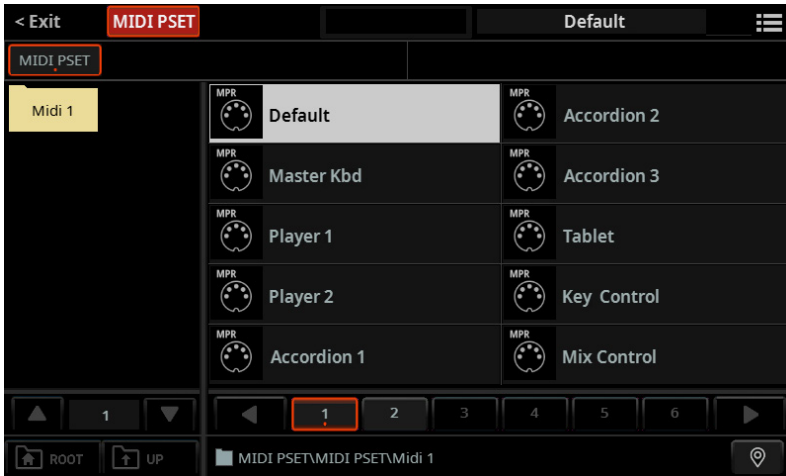 < Exit MIDI PSET Default
MIDI PSET
Midi 1
MPR Default
MPR Accordion 2
MPR Master Kbd
MPR Accordion 3
MPR Player 1
MPR Tablet
MPR Player 2
MPR Key Control
MPR Accordion 1
MPR Mix Control
1 1 2 3 4 5 6
ROOT UP MIDI PSET\MIDI PSET\Midi 1